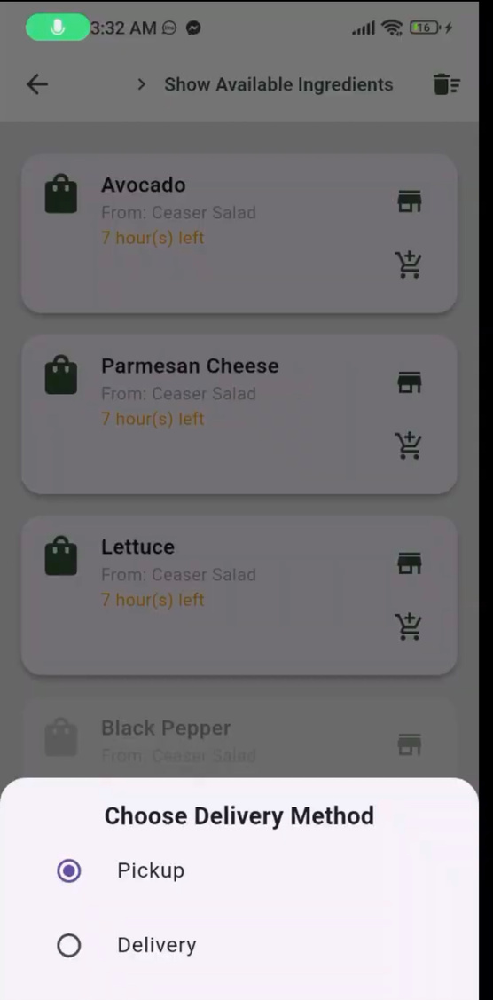 3:32 AM
16
Show Available Ingredients
Avocado
From: Ceaser Salad
7 hour(s) left
Parmesan Cheese
From: Ceaser Salad
7 hour(s) left
Lettuce
From: Ceaser Salad
7 hour(s) left
Black Pepper
From: Ceaser Salad
Choose Delivery Method
Pickup
Delivery